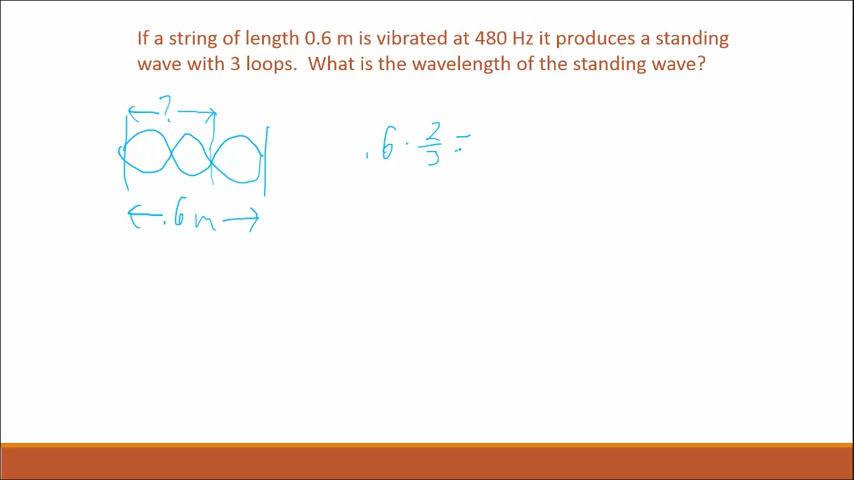 If a string of length 0.6 m is vibrated at 480 Hz it produces a standing
wave with 3 loops.  What is the wavelength of the standing wave?
?
.6 · 2/3 =
.6 m